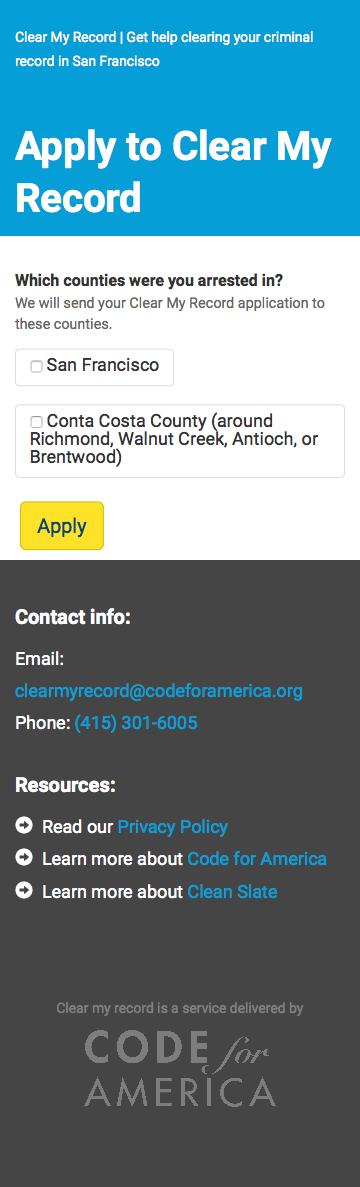 Clear My Record | Get help clearing your criminal
record in San Francisco
Apply to Clear My
Record
Which counties were you arrested in?
We will send your Clear My Record application to
these counties.
San Francisco
Conta Costa County (around
Richmond, Walnut Creek, Antioch, or
Brentwood)
Apply
Contact info:
Email:
clearmyrecord@codeforamerica.org
Phone: (415) 301-6005
Resources:
Read our Privacy Policy
Learn more about Code for America
Learn more about Clean Slate
Clear my record is a service delivered by
CODE for
AMERICA